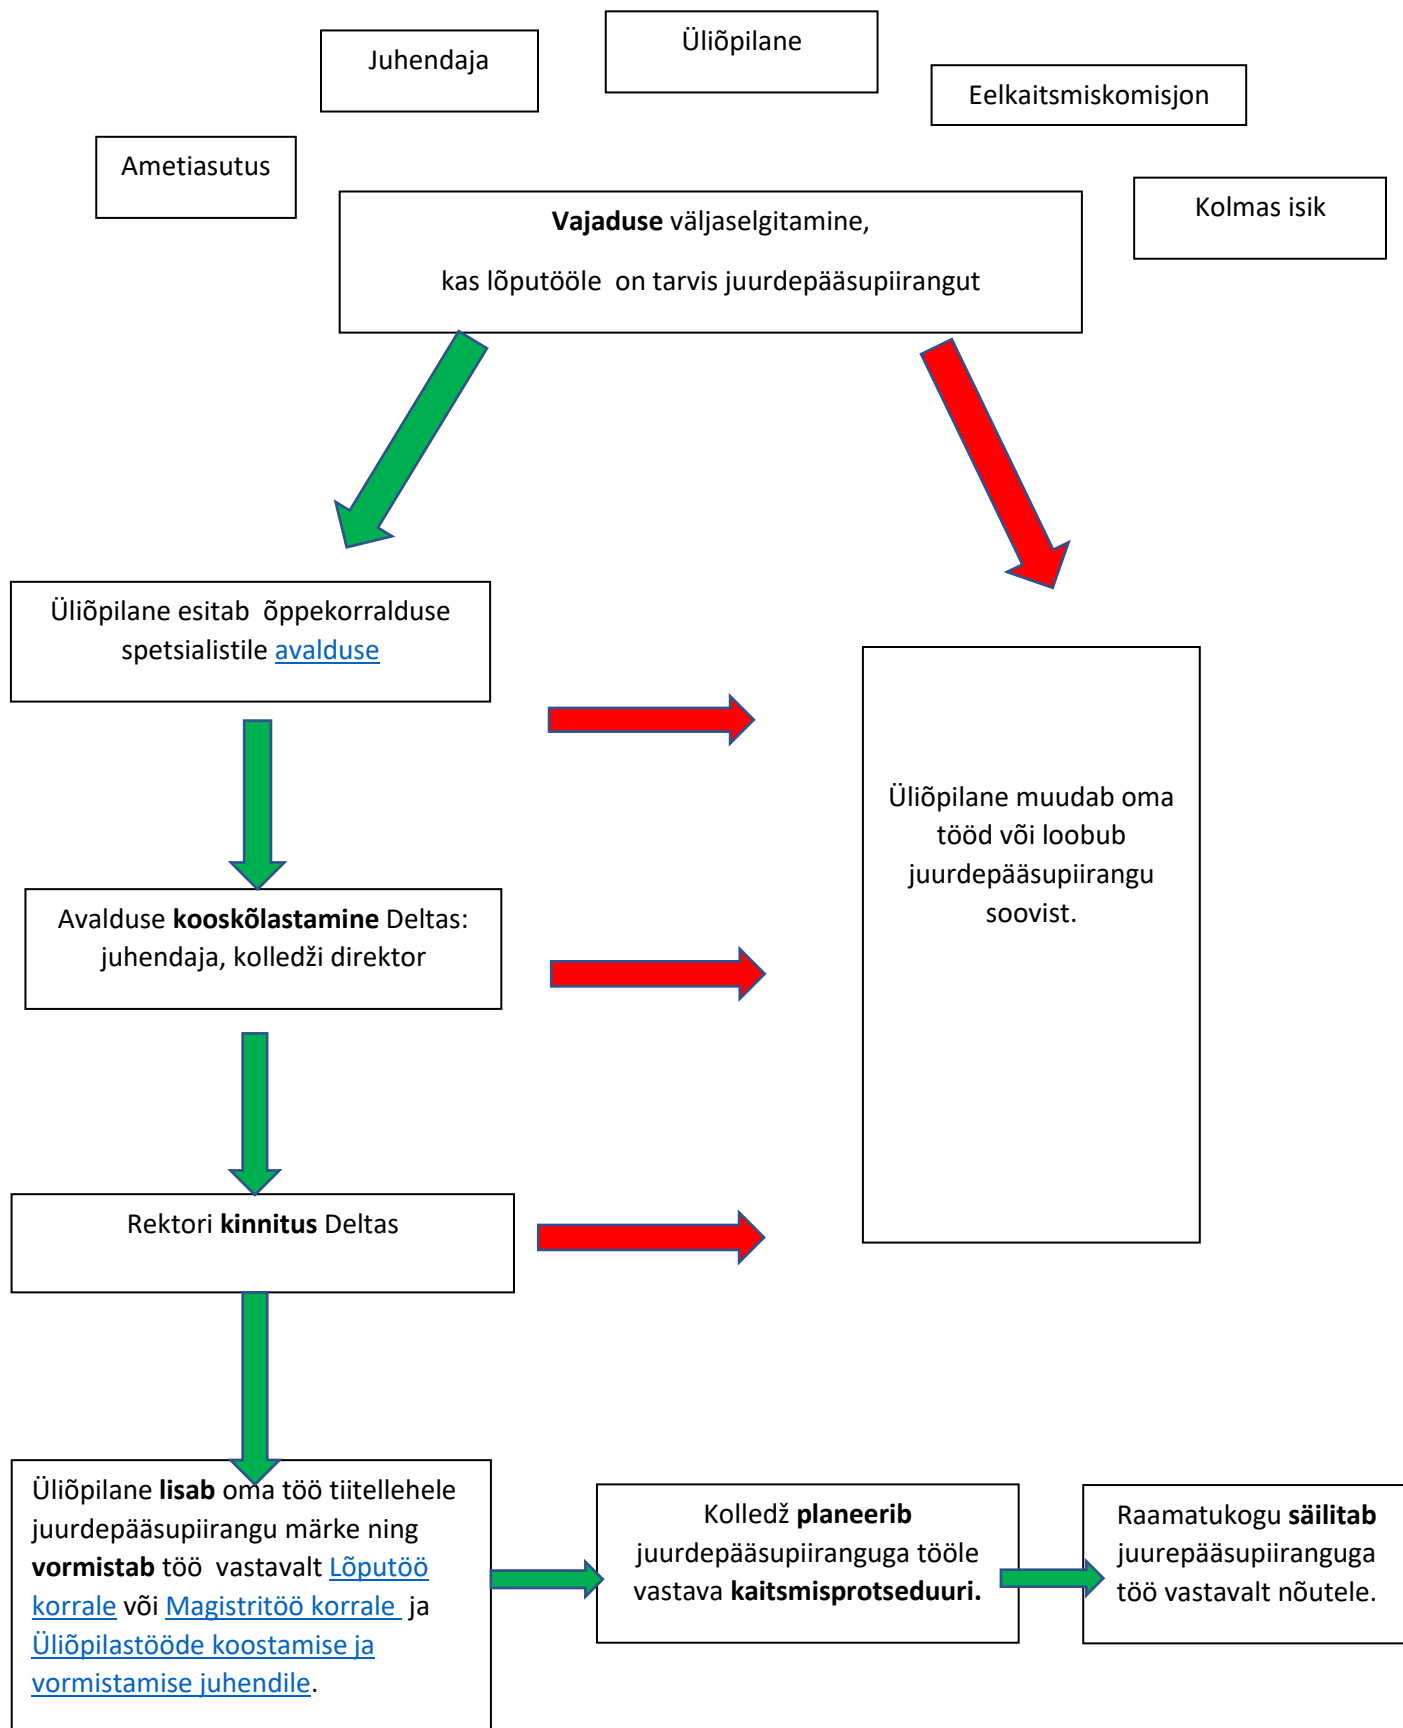 Üliõpilane
Juhendaja
Eelkaitsmiskomisjon
Ametiasutus
Kolmas isik
Vajaduse väljaselgitamine,
kas lõputööle on tarvis juurdepääsupiirangut
Üliõpilane esitab õppekorralduse
spetsialistile avalduse
Üliõpilane muudab oma
tööd või loobub
juurdepääsupiirangu
soovist.
Avalduse kooskõlastamine Deltas:
juhendaja, kolledži direktor
Rektori kinnitus Deltas
Üliõpilane lisab oma töö tiitellehele
juurdepääsupiirangu märke ning
vormistab töö vastavalt Lõputöö
korrale või Magistritöö korrale ja
Üliõpilastööde koostamise ja
vormistamise juhendile.
Kolledž planeerib
juurdepääsupiiranguga tööle
vastava kaitsmisprotseduuri.
Raamatukogu säilitab
juurepääsupiiranguga
töö vastavalt nõutele.